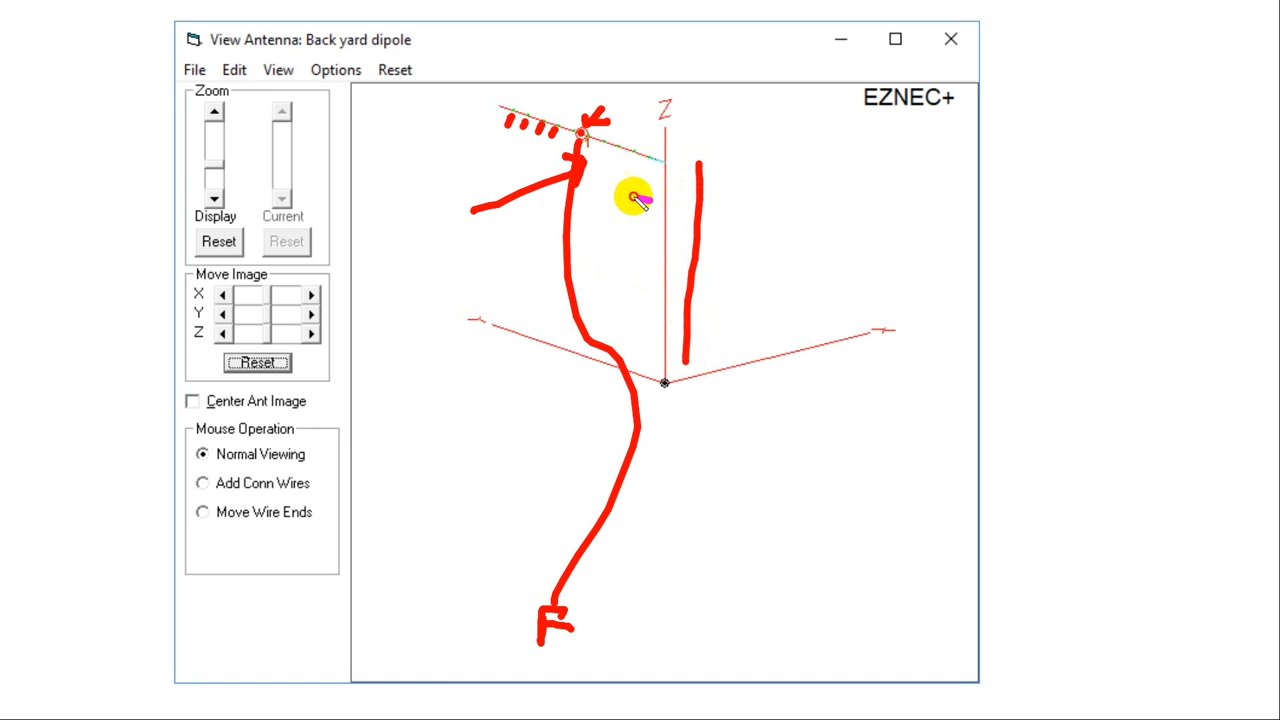 View Antenna: Back yard dipole
File Edit View Options Reset
EZNEC+
Zoom
Display Current
Reset Reset
Move Image
X
Y
Z
Reset
Center Ant Image
Mouse Operation
Normal Viewing
Add Conn Wires
Move Wire Ends
Z
1